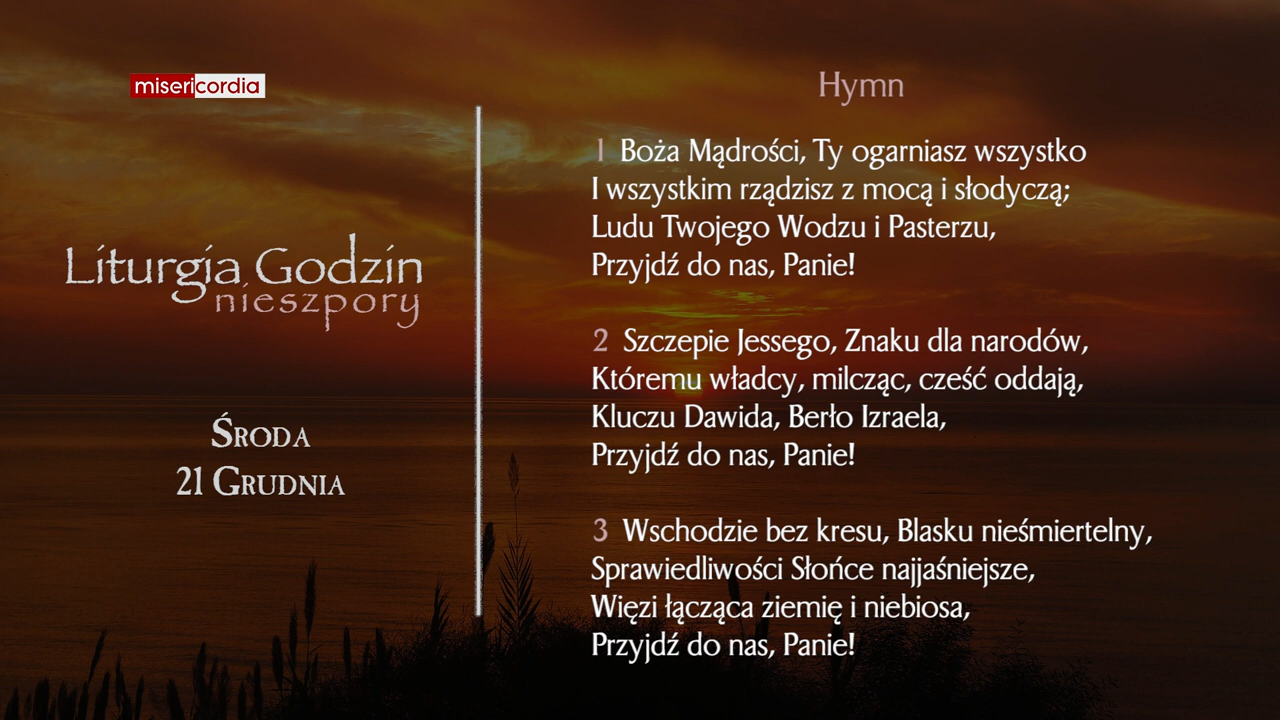 misericordia
Liturgia Godzin
nieszpory
Środa
21 Grudnia
Hymn
1 Boża Mądrości, Ty ogarniasz wszystko
I wszystkim rządzisz z mocą i słodyczą;
Ludu Twojego Wodzu i Pasterzu,
Przyjdź do nas, Panie!
2 Szczepie Jessego, Znaku dla narodów,
Któremu władcy, milcząc, cześć oddają,
Kluczu Dawida, Berło Izraela,
Przyjdź do nas, Panie!
3 Wschodzie bez kresu, Blasku nieśmiertelny,
Sprawiedliwości Słońce najjaśniejsze,
Więzi łącząca ziemię i niebiosa,
Przyjdź do nas, Panie!